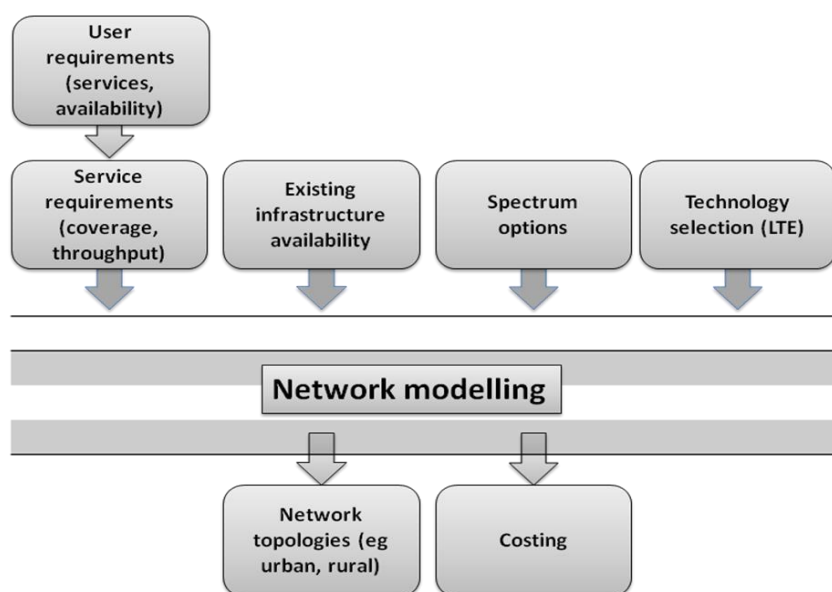 User
requirements
(services,
availability)
Service
requirements
(coverage,
throughput)
Existing
infrastructure
availability
Spectrum
options
Technology
selection (LTE)
Network modelling
Network
topologies (eg
urban, rural)
Costing